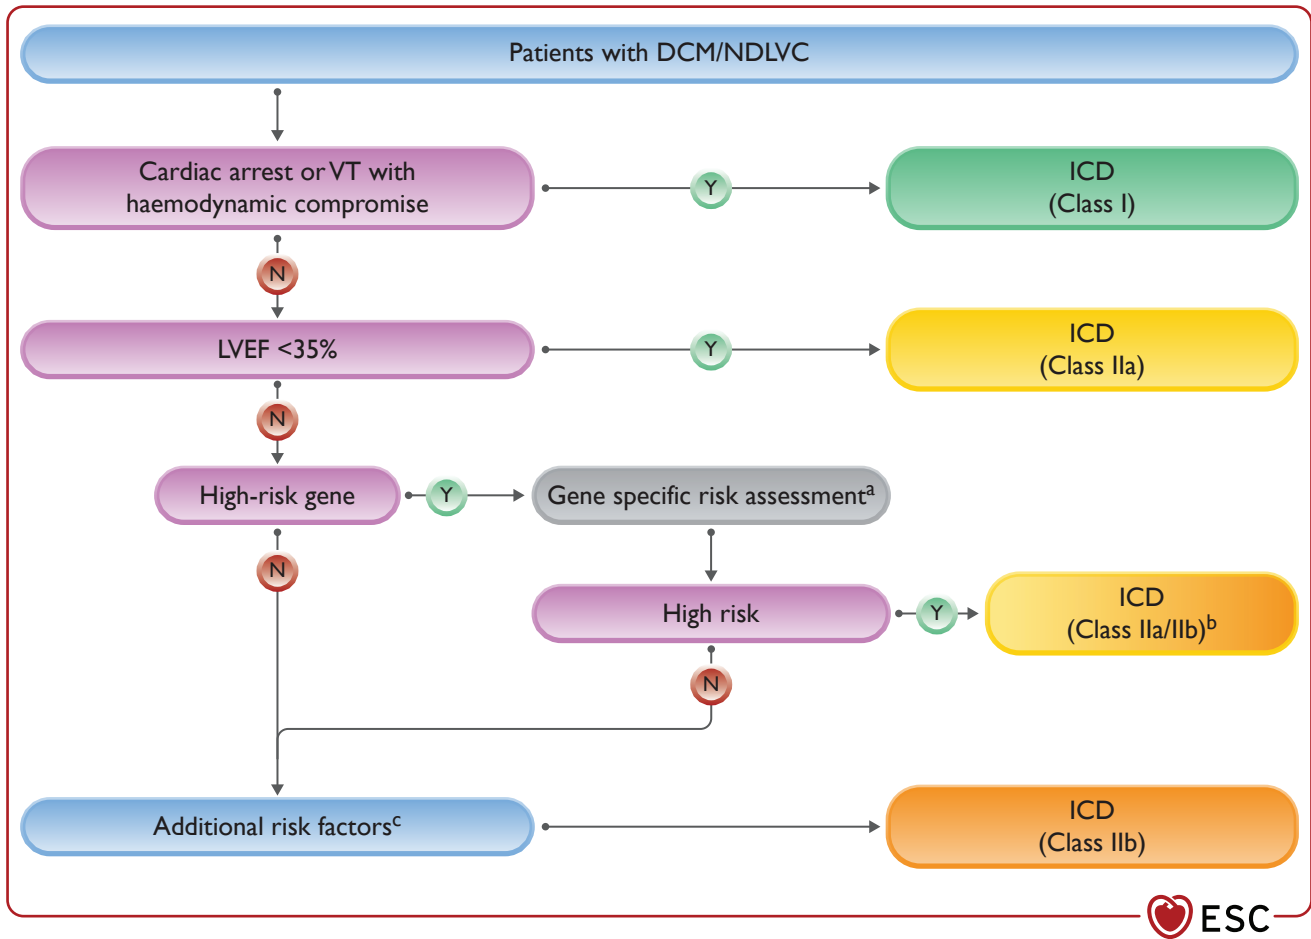 Patients with DCM/NDLVC
Cardiac arrest or VT with
haemodynamic compromise
Y
ICD
(Class I)
N
LVEF <35%
Y
ICD
(Class IIa)
N
High-risk gene
Y
Gene specific risk assessmentᵃ
N
High risk
Y
ICD
(Class IIa/IIb)ᵇ
N
Additional risk factorsᶜ
ICD
(Class IIb)
ESC